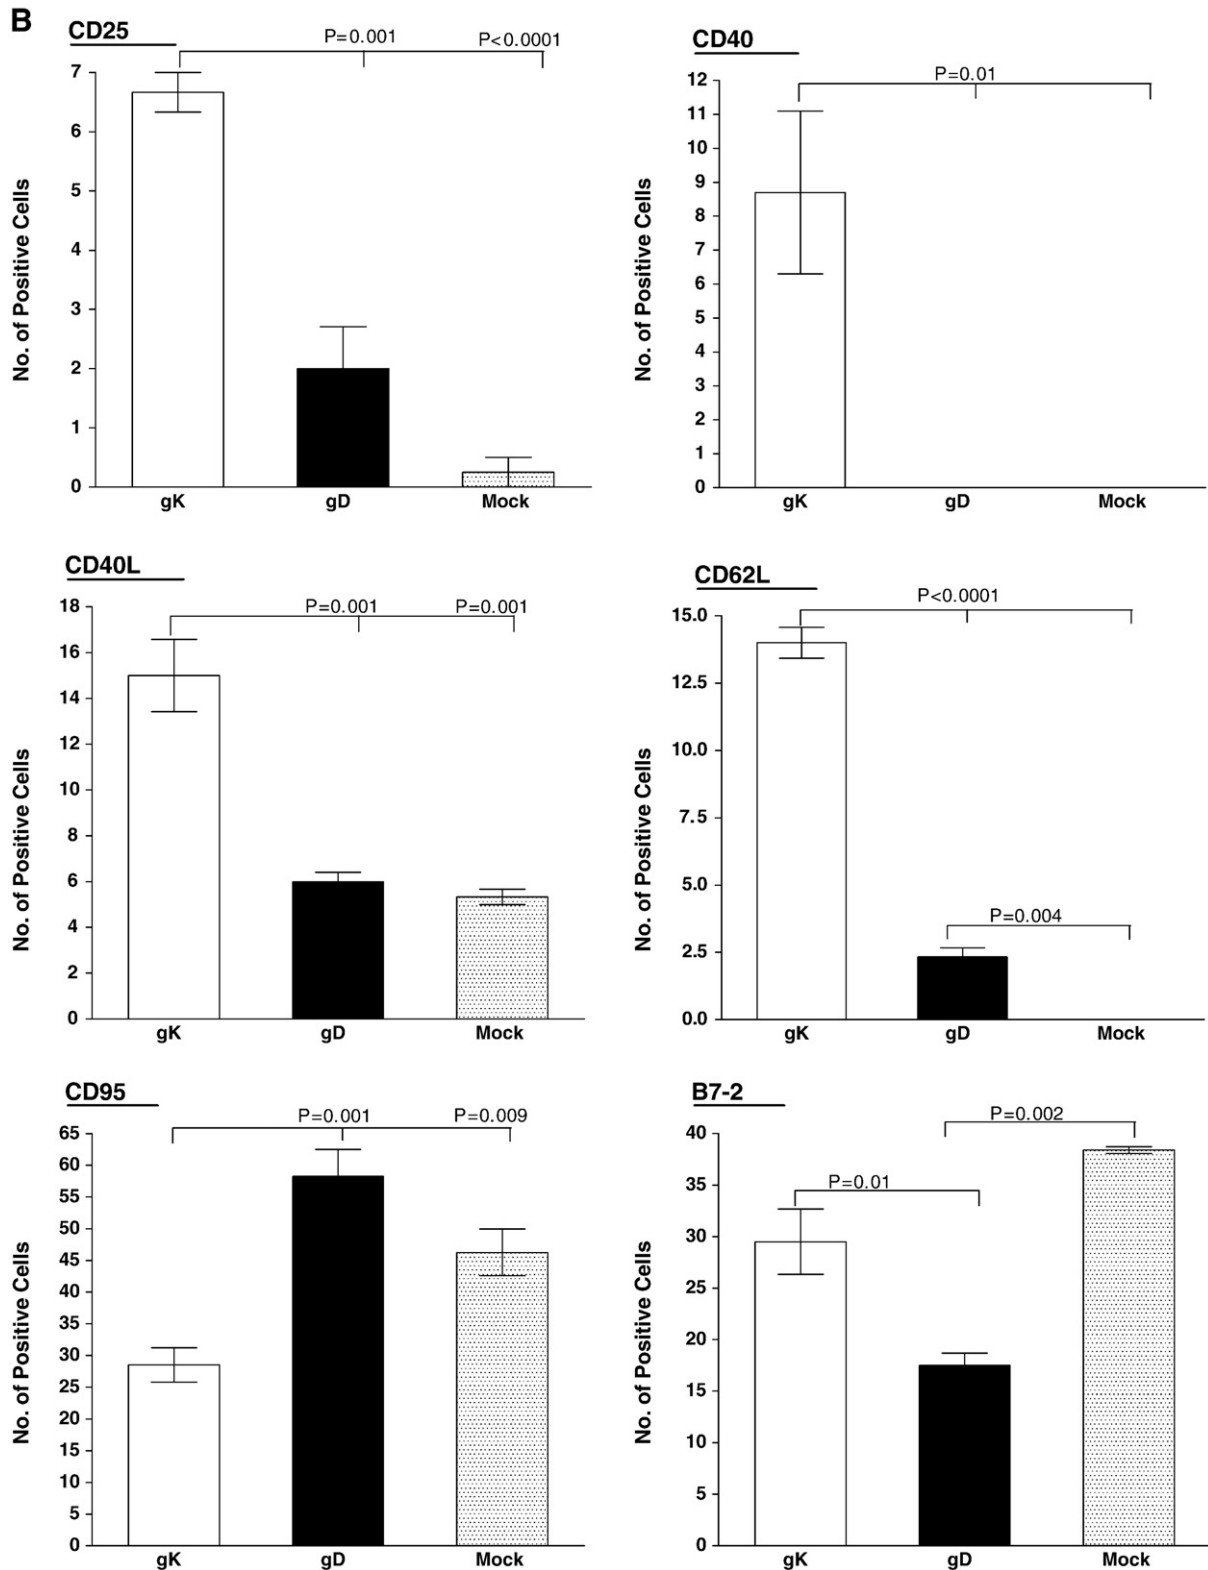 B
CD25
P=0.001 P<0.0001
No. of Positive Cells
7
6
5
4
3
2
1
0
gK gD Mock
CD40
P=0.01
No. of Positive Cells
12
11
10
9
8
7
6
5
4
3
2
1
0
gK gD Mock
CD40L
P=0.001 P=0.001
No. of Positive Cells
18
16
14
12
10
8
6
4
2
0
gK gD Mock
CD62L
P<0.0001
No. of Positive Cells
15.0
12.5
10.0
7.5
5.0
2.5
0.0
P=0.004
gK gD Mock
CD95
P=0.001 P=0.009
No. of Positive Cells
65
60
55
50
45
40
35
30
25
20
15
10
5
0
gK gD Mock
B7-2
P=0.002
P=0.01
No. of Positive Cells
40
35
30
25
20
15
10
5
0
gK gD Mock